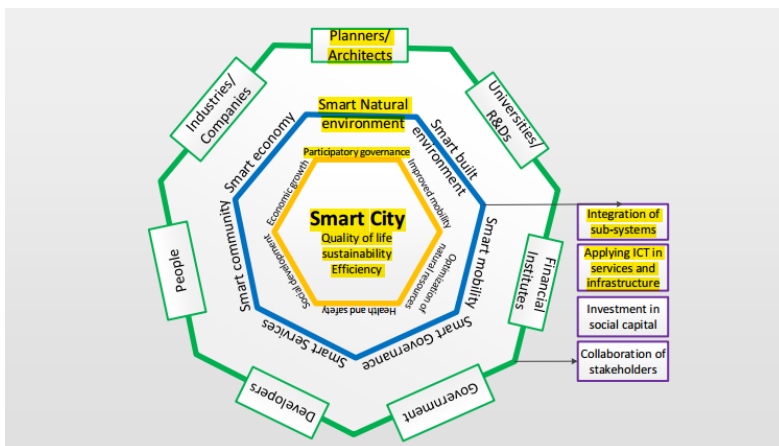 Planners/
Architects
Industries/
Companies
Universities/
R&Ds
Smart Natural
environment
Smart economy
Smart built
environment
Participatory governance
Economic growth
Improved mobility
Smart City
Quality of life
sustainability
Efficiency
Integration of
sub-systems
Applying ICT in
services and
infrastructure
Investment in
social capital
Collaboration of
stakeholders
People
Smart community
Social development
Optimization of
natural resources
Smart mobility
Financial
Institutes
Health and safety
Smart Services
Smart Governance
Developers
Government